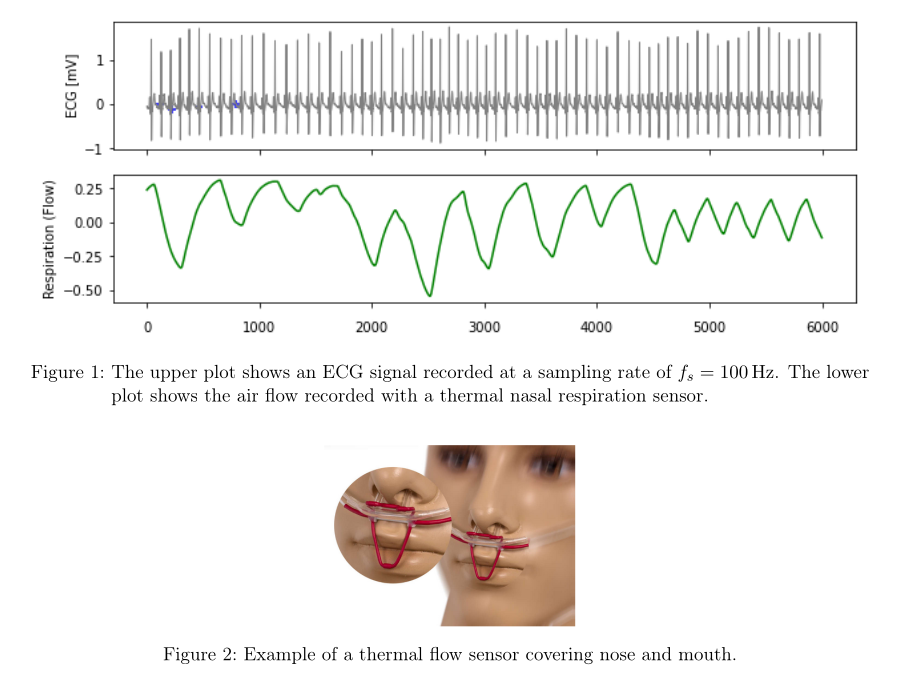 ECG [mV]
1
0
−1
Respiration (Flow)
0.25
0.00
−0.25
−0.50
0 1000 2000 3000 4000 5000 6000
Figure 1: The upper plot shows an ECG signal recorded at a sampling rate of fₛ = 100 Hz. The lower
plot shows the air flow recorded with a thermal nasal respiration sensor.
Figure 2: Example of a thermal flow sensor covering nose and mouth.